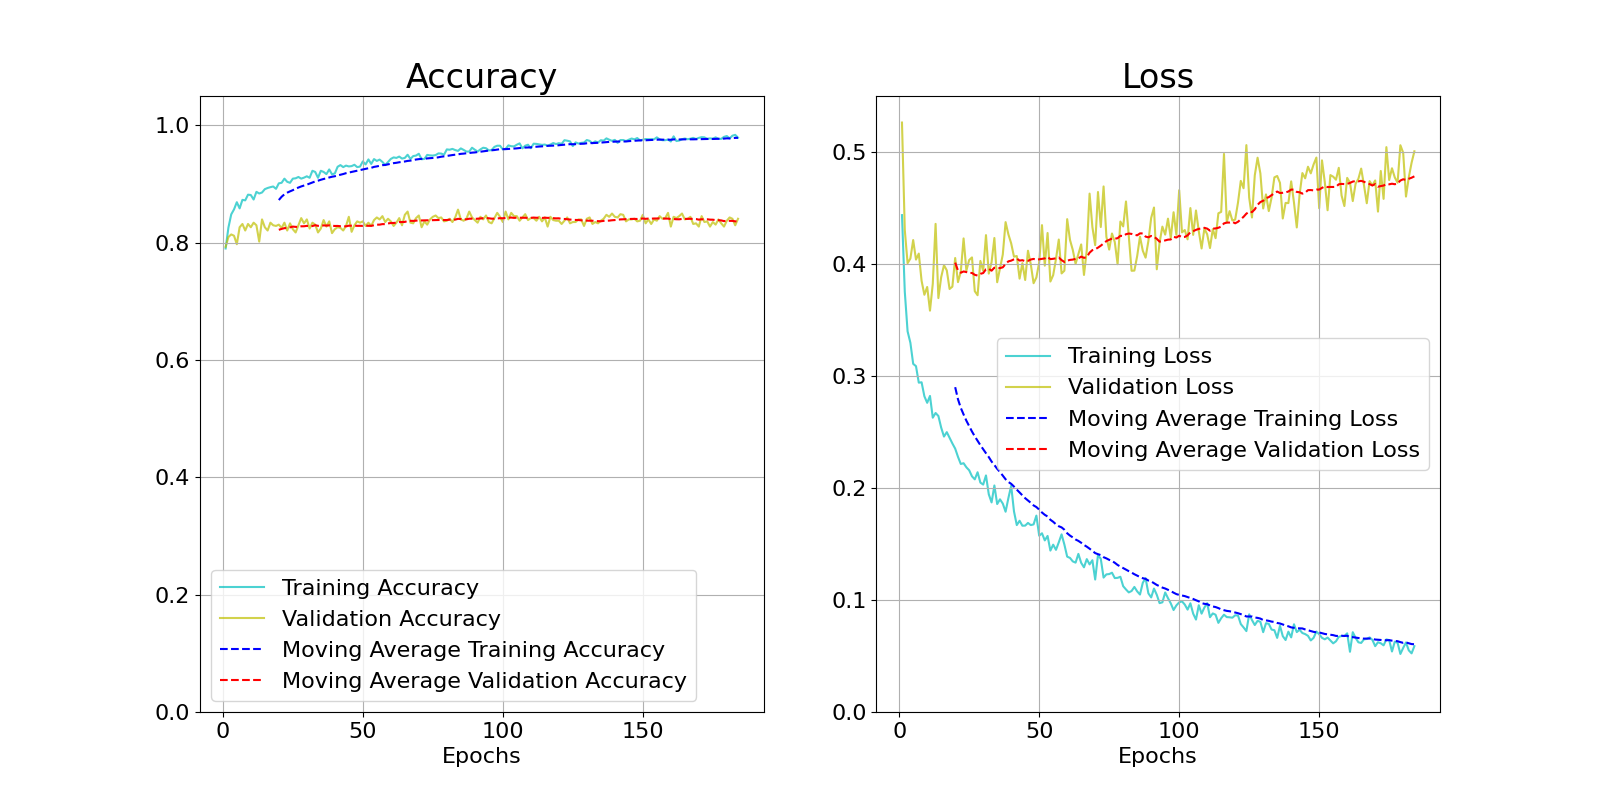 Accuracy
1.0
0.8
0.6
0.4
0.2
0.0
0
50
100
150
Epochs
Training Accuracy
Validation Accuracy
Moving Average Training Accuracy
Moving Average Validation Accuracy
Loss
0.5
0.4
0.3
0.2
0.1
0.0
0
50
100
150
Epochs
Training Loss
Validation Loss
Moving Average Training Loss
Moving Average Validation Loss